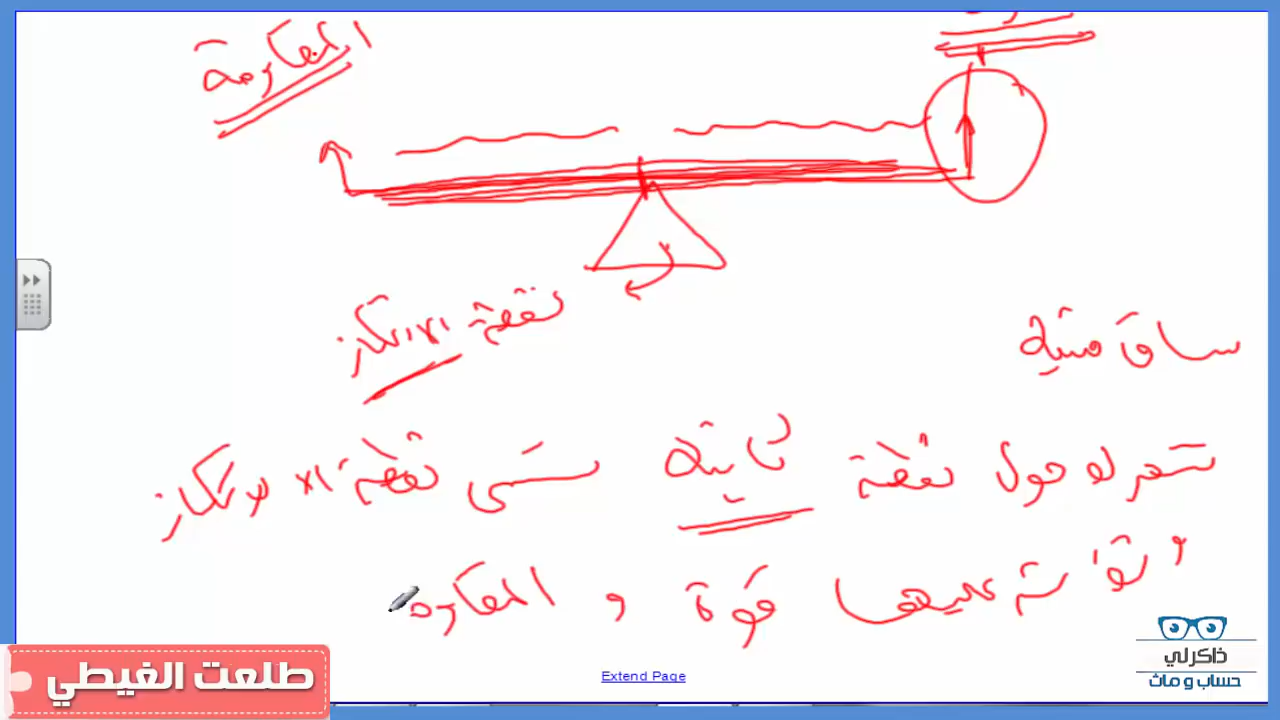 المقاومة
نقطة الارتكاز
ساق متينة
تتحرك حول نقطة ثابتة تسمى نقطة الارتكاز
و تؤثر عليها قوة و المقاومة
ذاكرلي
حساب و ماث
Extend Page
طلعت الغيطي